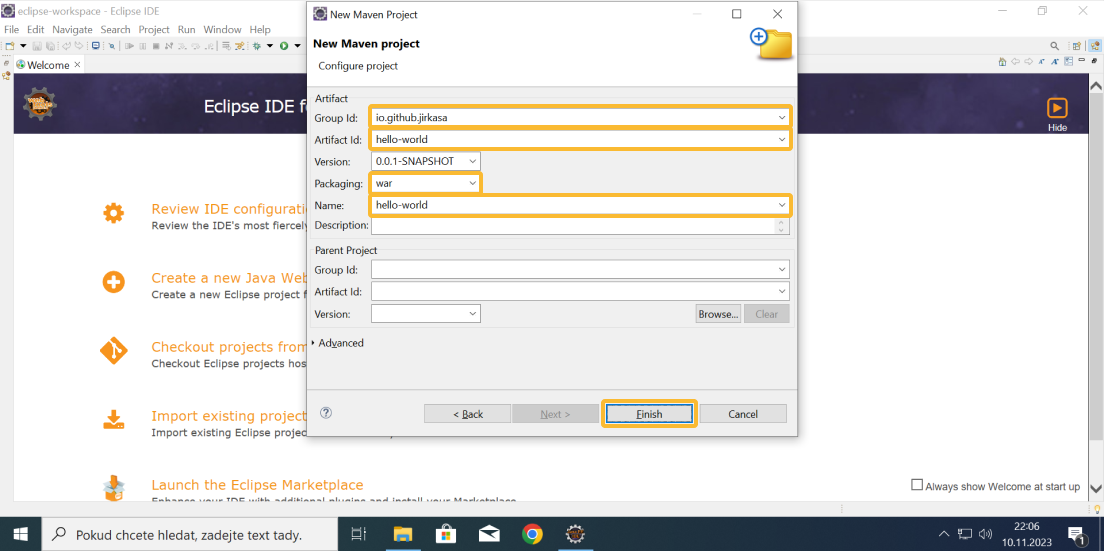 eclipse-workspace - Eclipse IDE
File Edit Navigate Search Project Run Window Help
Welcome
Eclipse IDE f
Hide
Review IDE configurati
Review the IDE's most fiercely
Create a new Java Web
Create a new Eclipse project f
Checkout projects from
Checkout Eclipse projects hos
Import existing project
Import existing Eclipse projec
Launch the Eclipse Marketplace
Enhance your IDE with additional plugins and install your Marketplace
Always show Welcome at start up
New Maven Project
New Maven project
Configure project
Artifact
Group Id: io.github.jirkasa
Artifact Id: hello-world
Version: 0.0.1-SNAPSHOT
Packaging: war
Name: hello-world
Description:
Parent Project
Group Id:
Artifact Id:
Version: Browse... Clear
Advanced
< Back Next > Finish Cancel
Pokud chcete hledat, zadejte text tady.
22:06
10.11.2023
1